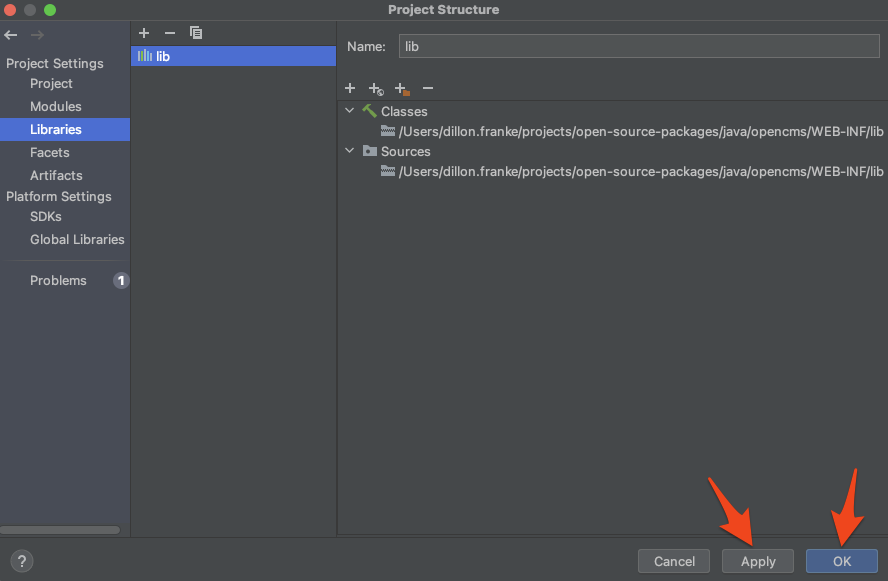 Project Structure
Project Settings
Project
Modules
Libraries
Facets
Artifacts
Platform Settings
SDKs
Global Libraries
Problems 1
lib
Name: lib
Classes
/Users/dillon.franke/projects/open-source-packages/java/opencms/WEB-INF/lib
Sources
/Users/dillon.franke/projects/open-source-packages/java/opencms/WEB-INF/lib
?
Cancel
Apply
OK